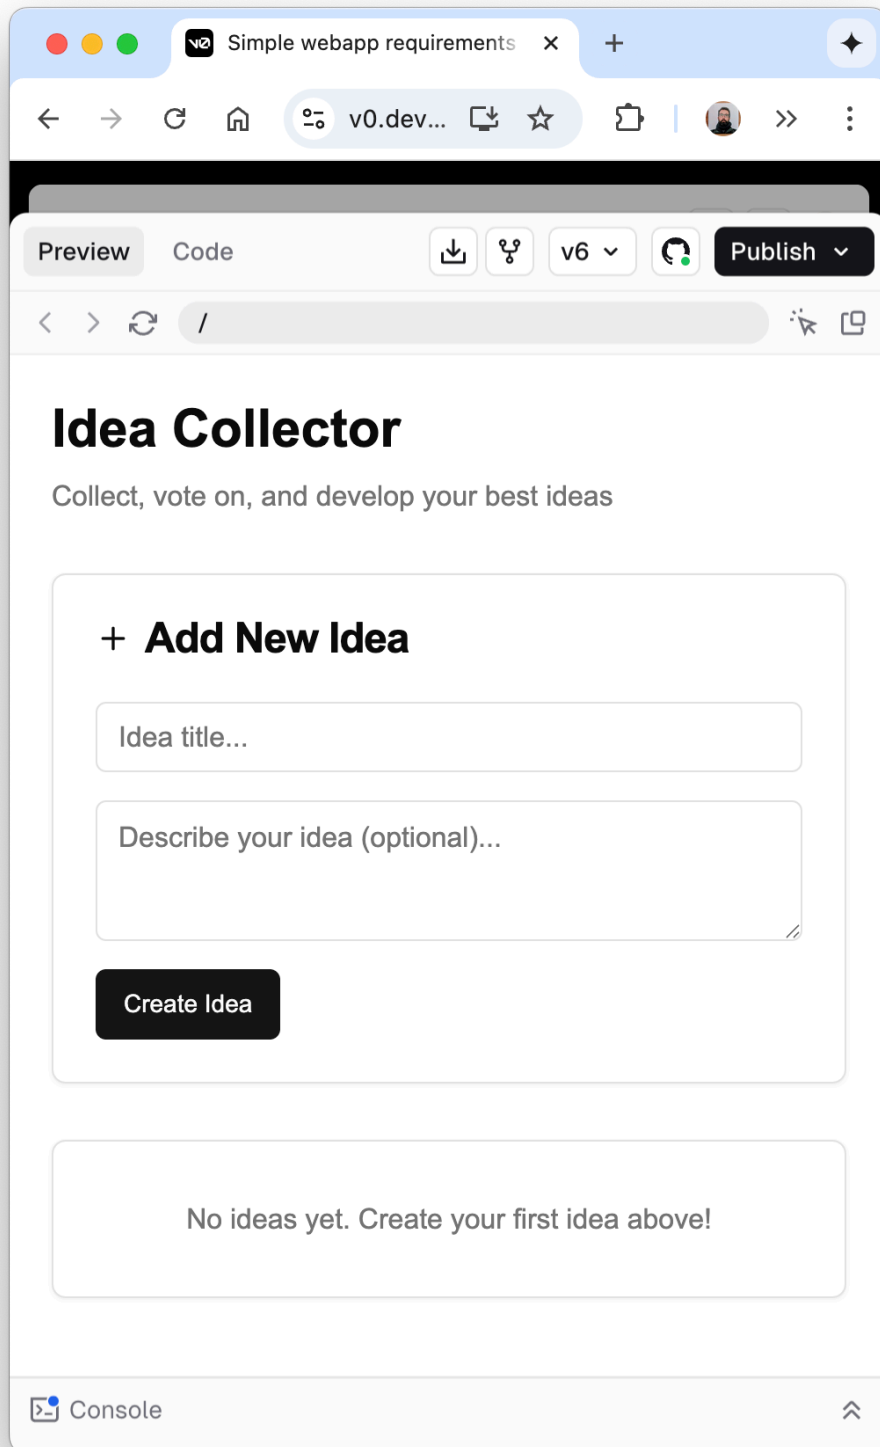 v0 Simple webapp requirements
v0.dev...
Preview Code v6 Publish
/
Idea Collector
Collect, vote on, and develop your best ideas
+ Add New Idea
Idea title...
Describe your idea (optional)...
Create Idea
No ideas yet. Create your first idea above!
Console